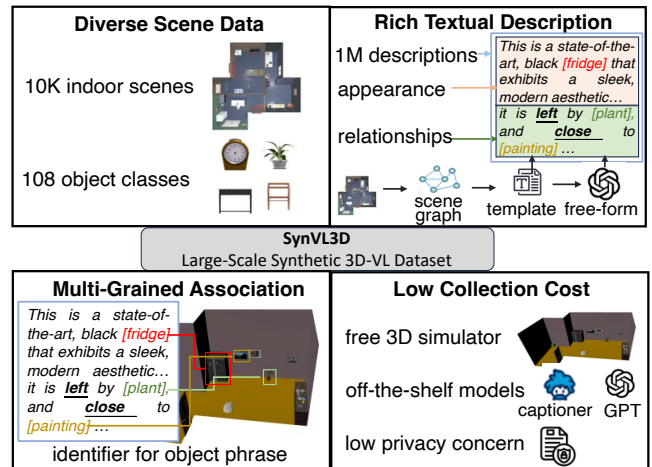 Diverse Scene Data
10K indoor scenes
108 object classes
Rich Textual Description
1M descriptions
appearance
relationships
This is a state-of-the-
art, black [fridge] that
exhibits a sleek,
modern aesthetic…
it is left by [plant],
and close to
[painting] …
scene
graph
template
free-form
SynVL3D
Large-Scale Synthetic 3D-VL Dataset
Multi-Grained Association
This is a state-of-
the-art, black [fridge]
that exhibits a sleek,
modern aesthetic…
it is left by [plant],
and close to
[painting] …
identifier for object phrase
Low Collection Cost
free 3D simulator
off-the-shelf models
captioner
GPT
low privacy concern